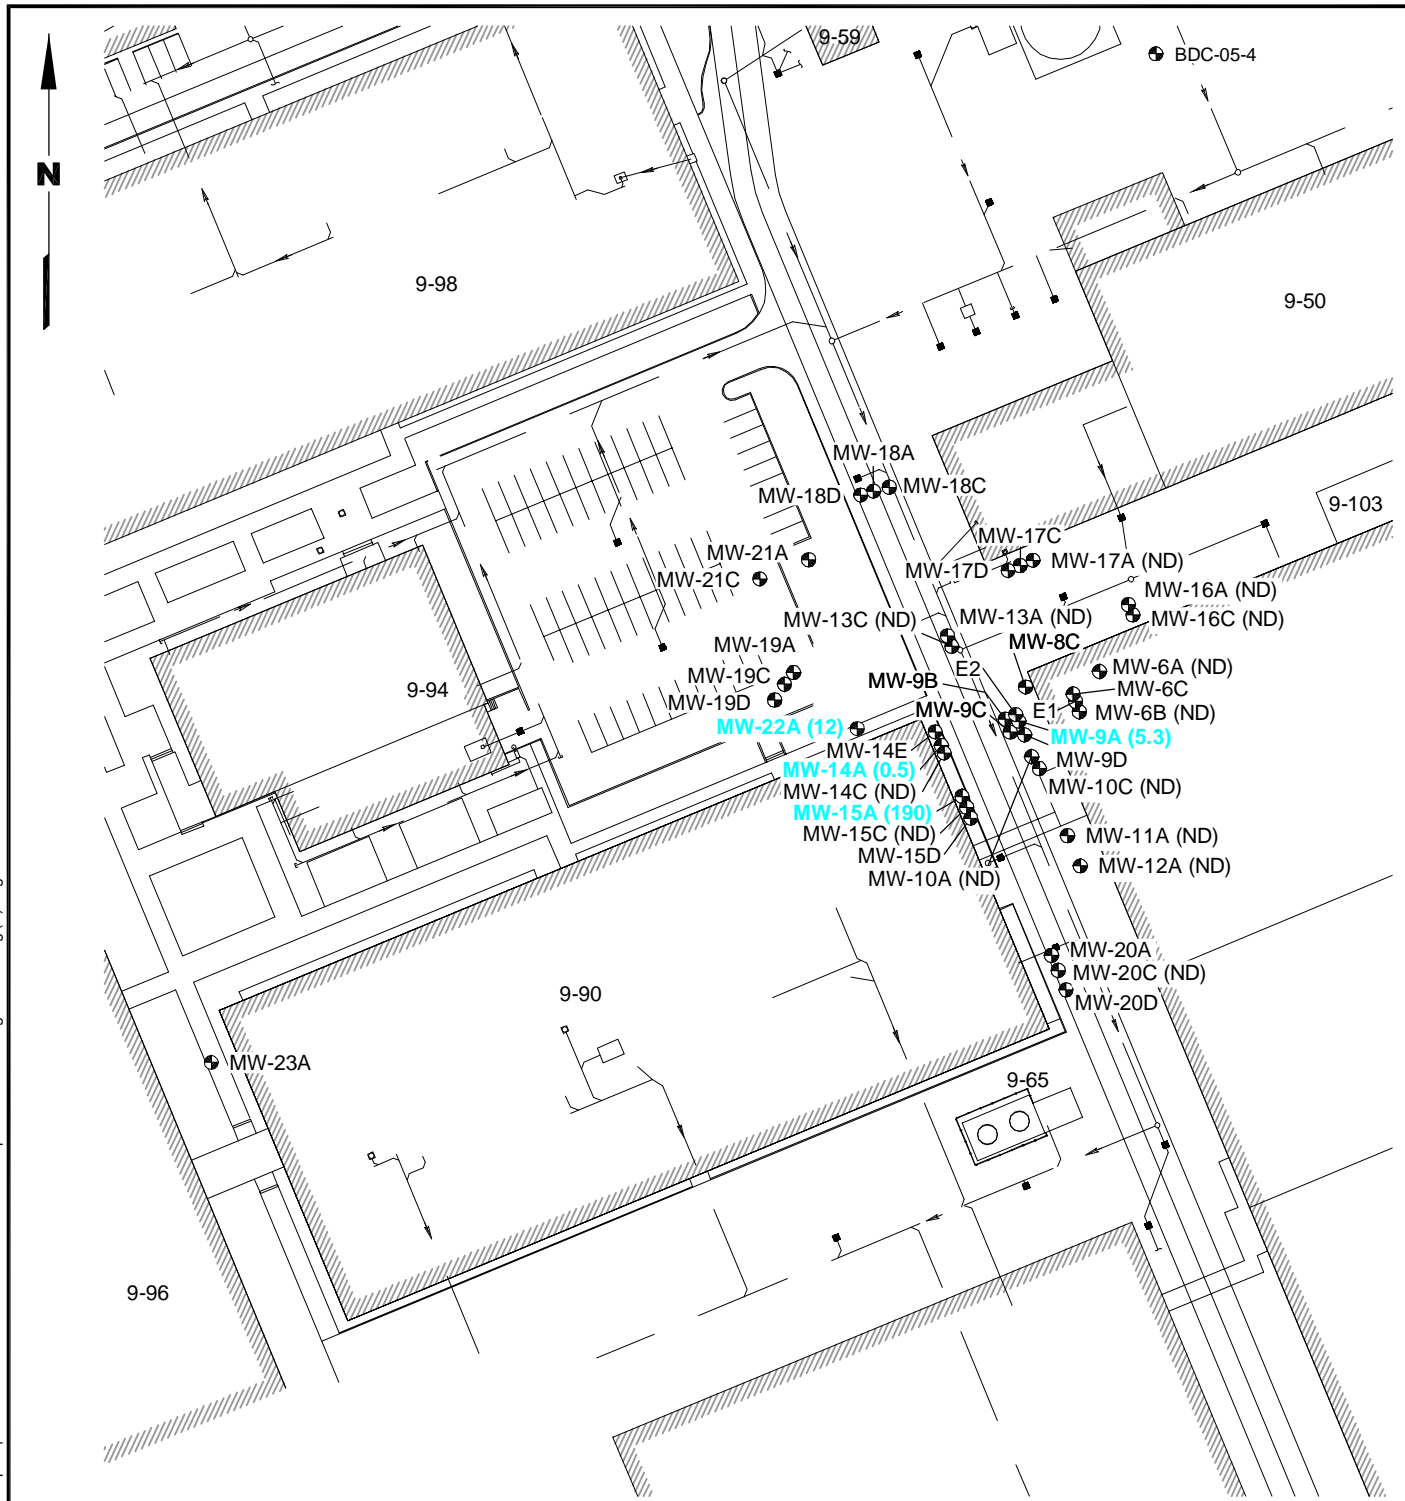 9-59
BDC-05-4
N
9-98
9-50
MW-18A
MW-18D
MW-18C
9-103
MW-17C
MW-21A
MW-17A (ND)
MW-17D
MW-21C
MW-16A (ND)
MW-13C (ND)
MW-13A (ND)
MW-16C (ND)
MW-8C
MW-19A
E2
MW-6A (ND)
MW-19C
MW-9B
MW-6C
9-94
MW-19D
MW-9C
E1
MW-6B (ND)
MW-22A (12)
MW-9A (5.3)
MW-14E
MW-9D
MW-14A (0.5)
MW-10C (ND)
MW-14C (ND)
MW-15A (190)
MW-15C (ND)
MW-11A (ND)
MW-15D
MW-12A (ND)
MW-10A (ND)
MW-20A
MW-20C (ND)
9-90
MW-20D
MW-23A
9-65
9-96